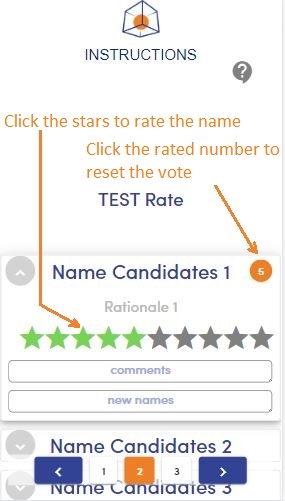 INSTRUCTIONS
?
Click the stars to rate the name
Click the rated number to
reset the vote
TEST Rate
Name Candidates 1
5
Rationale 1
comments
new names
Name Candidates 2
< 1 2 3 >
Name Candidates 3